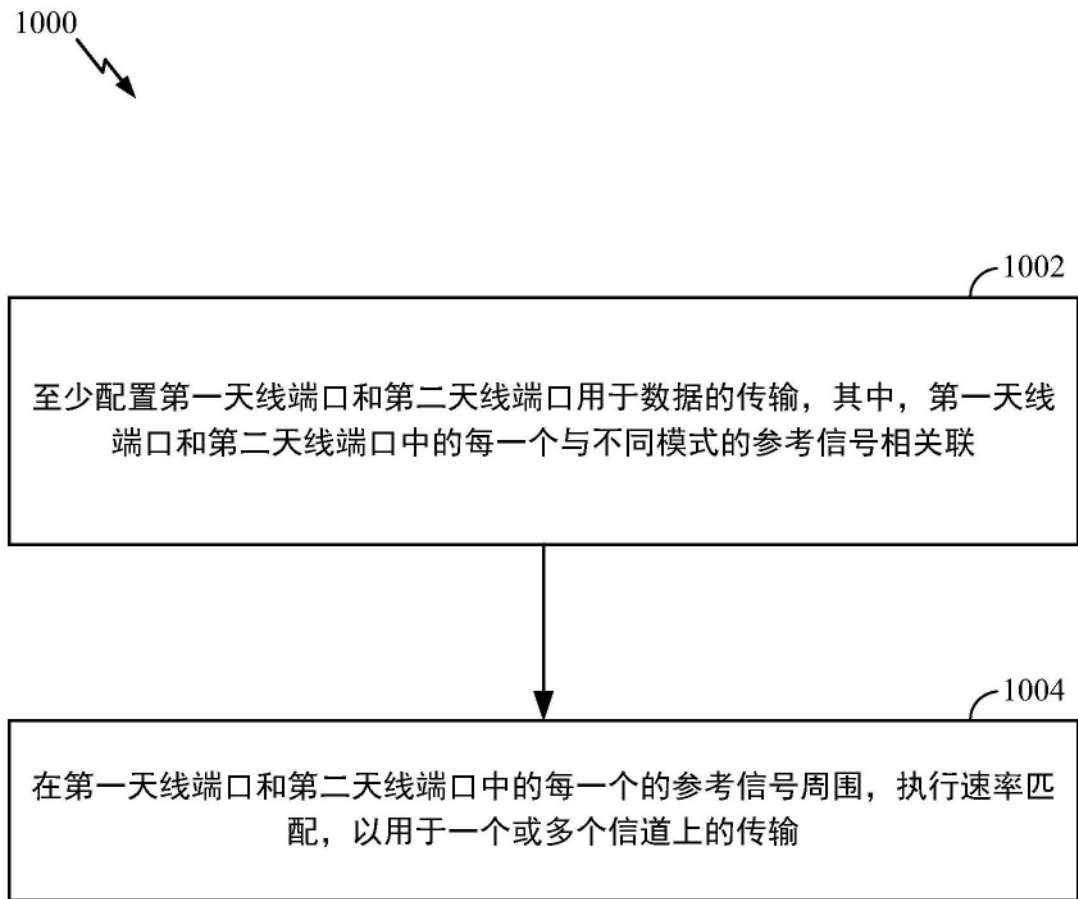 1000
1002
至少配置第一天线端口和第二天线端口用于数据的传输，其中，第一天线
端口和第二天线端口中的每一个与不同模式的参考信号相关联
1004
在第一天线端口和第二天线端口中的每一个的参考信号周围，执行速率匹
配，以用于一个或多个信道上的传输